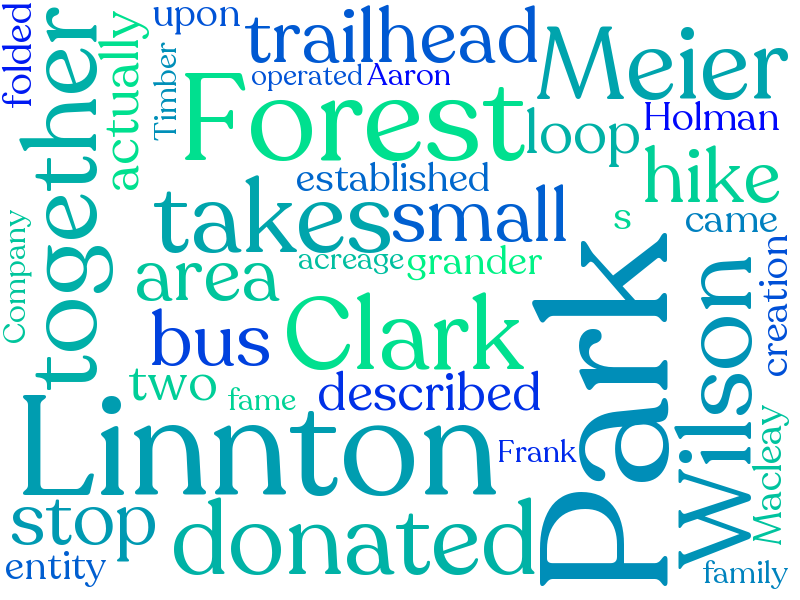 folded
upon
trailhead
Meier
together
actually
Timber
operated
Aaron
Forest
loop
Holman
established
hike
takes
small
s
came
Company
area
acreage
grander
Park
Wilson
creation
bus
Clark
two
fame
described
Linnton
Frank
Macleay
stop
donated
entity
family